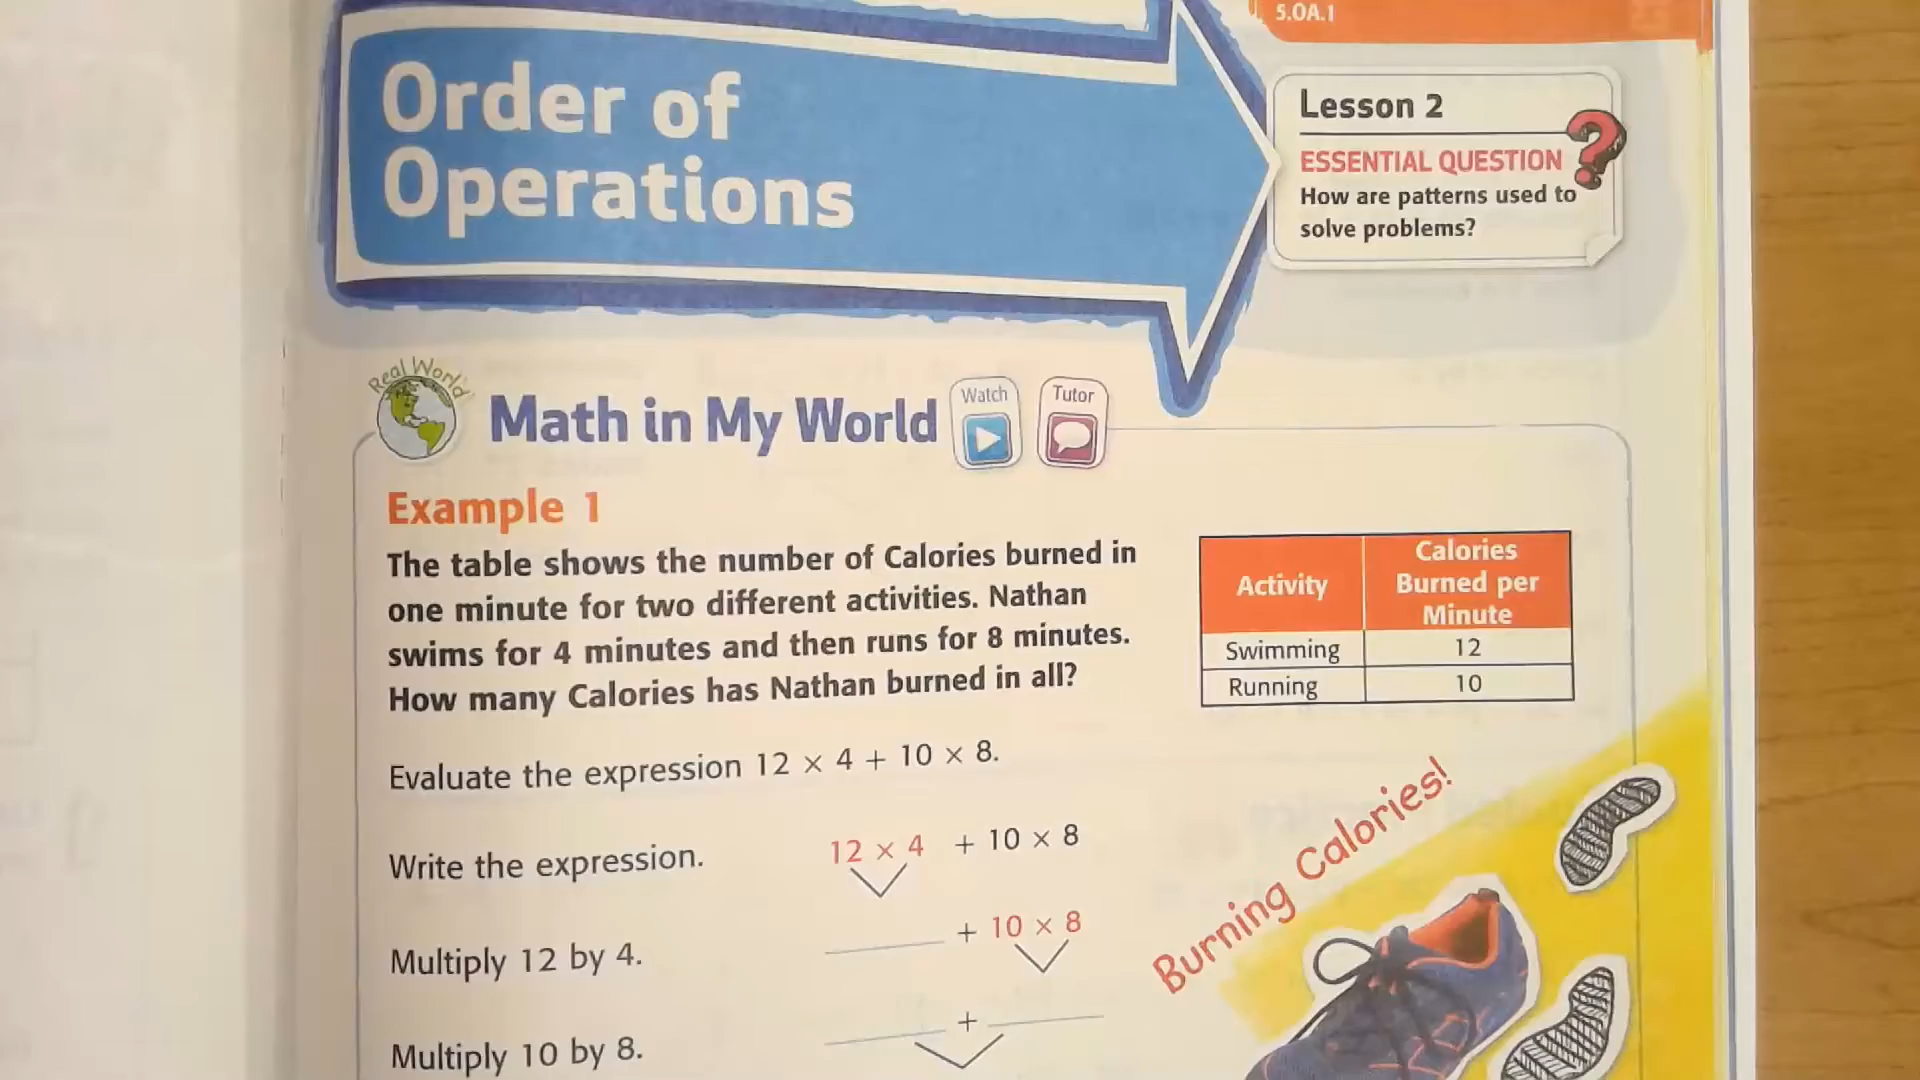 5.OA.1
Order of
Operations
Lesson 2
ESSENTIAL QUESTION
How are patterns used to
solve problems?
Real World
Math in My World
Watch
Tutor
Example 1
The table shows the number of Calories burned in
one minute for two different activities. Nathan
swims for 4 minutes and then runs for 8 minutes.
How many Calories has Nathan burned in all?
Activity
Calories
Burned per
Minute
Swimming 12
Running 10
Evaluate the expression 12 × 4 + 10 × 8.
Write the expression. 12 × 4 + 10 × 8
Multiply 12 by 4. + 10 × 8
Multiply 10 by 8. +
Burning Calories!